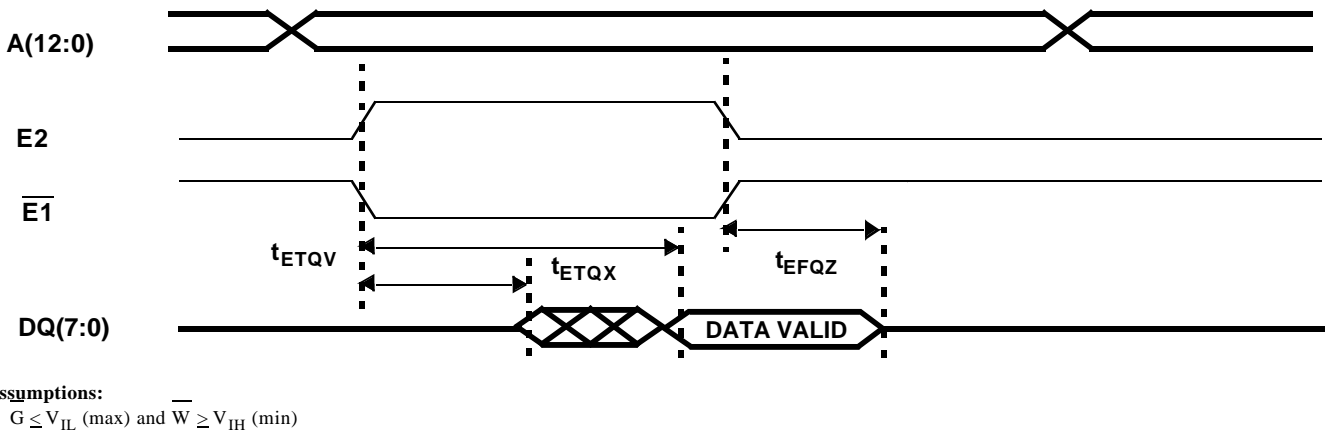 A(12:0)
E2
E1
tETQV
tETQX
tEFQZ
DQ(7:0)
DATA VALID
ssumptions:
G ≤ VIL (max) and W ≥ VIH (min)